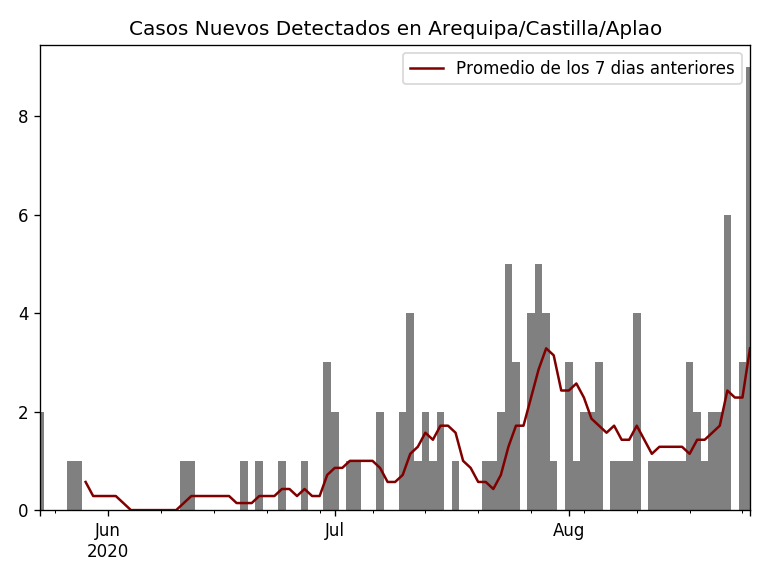 Casos Nuevos Detectados en Arequipa/Castilla/Aplao
Promedio de los 7 dias anteriores
8
6
4
2
0
Jun
2020
Jul
Aug